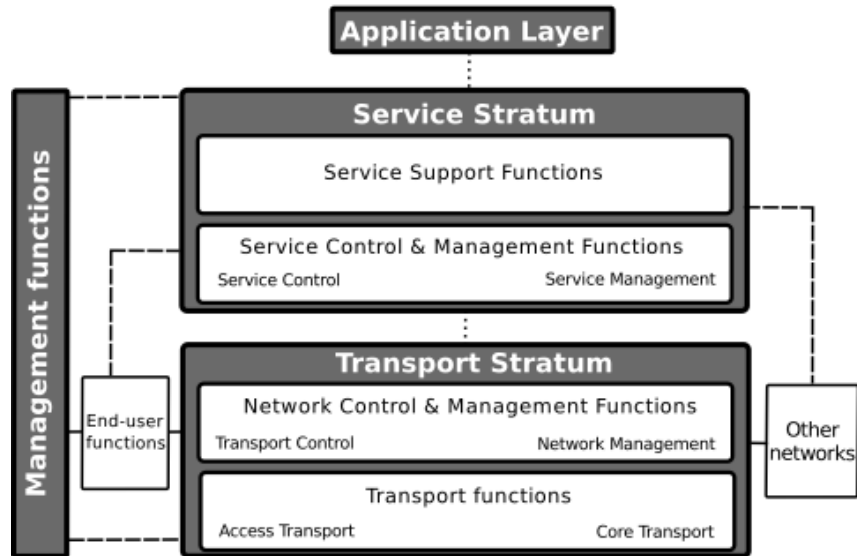 Application Layer
Management functions
Service Stratum
Service Support Functions
Service Control & Management Functions
Service Control
Service Management
Transport Stratum
Network Control & Management Functions
Transport Control
Network Management
End-user
functions
Other
networks
Transport functions
Access Transport
Core Transport